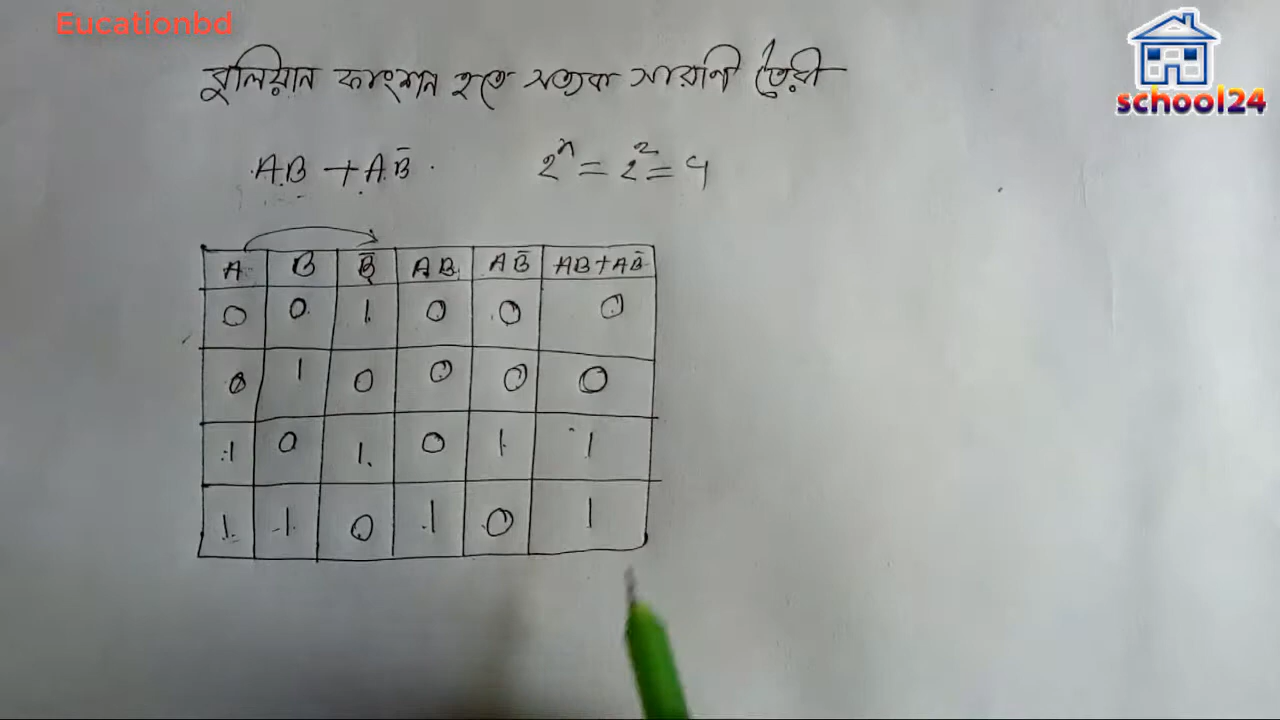 Eucationbd
school24
বুলিয়ান ফাংশন হতে সত্যক সারণি তৈরী
AB + AB̅ 2ⁿ = 2² = 4
A B B̅ AB AB̅ AB+AB̅
0 0 1 0 0 0
0 1 0 0 0 0
1 0 1 0 1 1
1 1 0 1 0 1